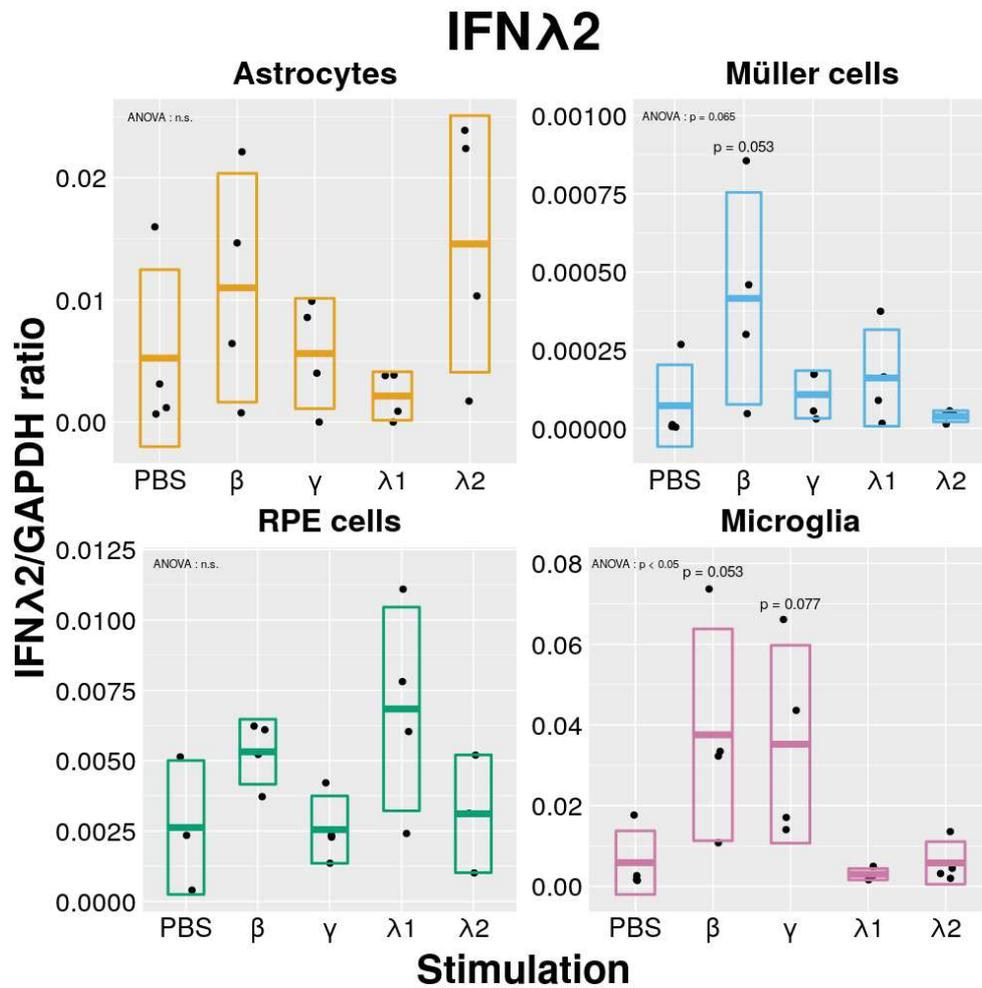 IFNλ2
Astrocytes
ANOVA : n.s.
0.02
0.01
0.00
PBS β γ λ1 λ2
Müller cells
ANOVA : p = 0.065
p = 0.053
0.00100
0.00075
0.00050
0.00025
0.00000
PBS β γ λ1 λ2
IFNλ2/GAPDH ratio
RPE cells
ANOVA : n.s.
0.0125
0.0100
0.0075
0.0050
0.0025
0.0000
PBS β γ λ1 λ2
Microglia
ANOVA : p < 0.05
p = 0.053
p = 0.077
0.08
0.06
0.04
0.02
0.00
PBS β γ λ1 λ2
Stimulation